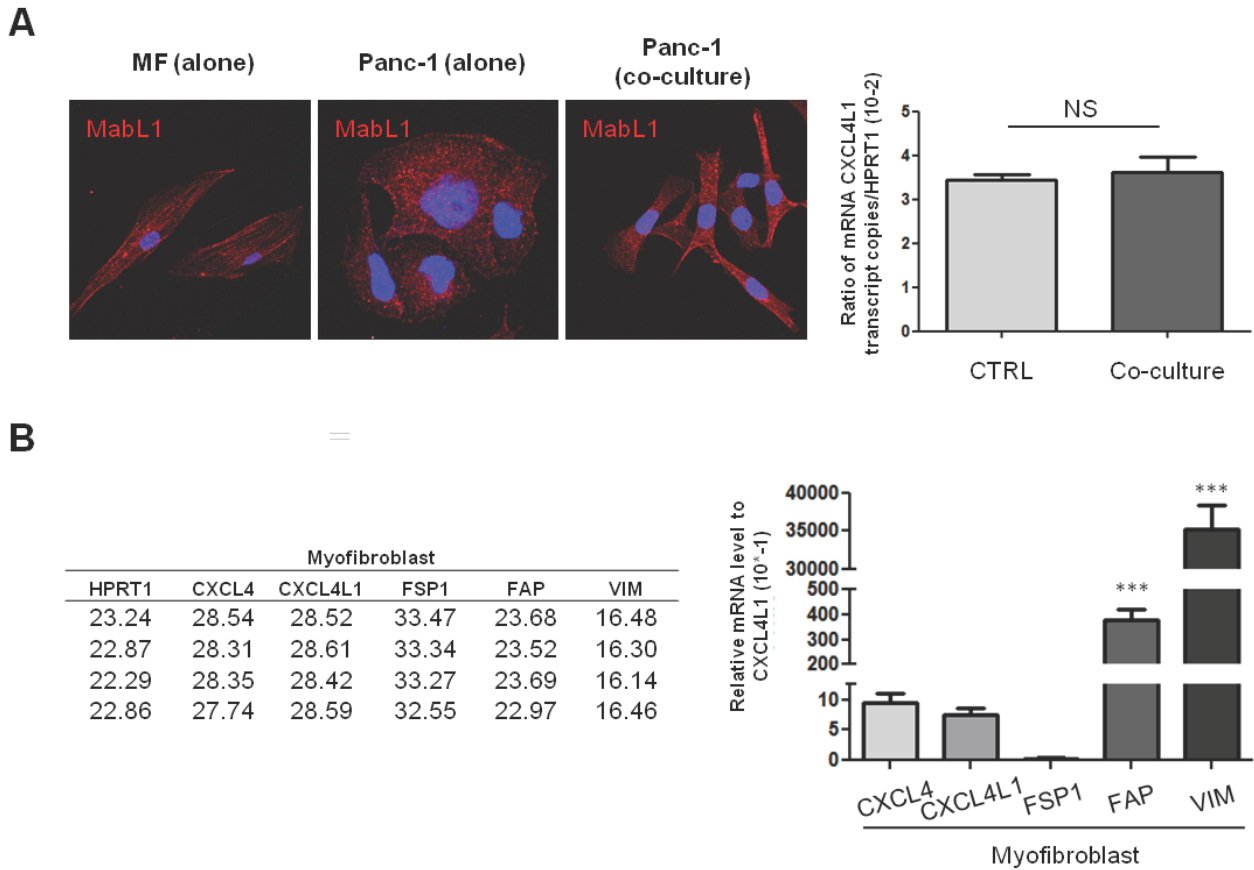 A
MF (alone)
Panc-1 (alone)
Panc-1
(co-culture)
MabL1
MabL1
MabL1
Ratio of mRNA CXCL4L1
transcript copies/HPRT1 (10-2)
5
4
3
2
1
0
NS
CTRL
Co-culture
B
Myofibroblast
HPRT1 CXCL4 CXCL4L1 FSP1 FAP VIM
23.24 28.54 28.52 33.47 23.68 16.48
22.87 28.31 28.61 33.34 23.52 16.30
22.29 28.35 28.42 33.27 23.69 16.14
22.86 27.74 28.59 32.55 22.97 16.46
Relative mRNA level to
CXCL4L1 (10*-1)
40000
35000
30000
500
400
300
200
10
5
0
***
***
CXCL4
CXCL4L1
FSP1
FAP
VIM
Myofibroblast